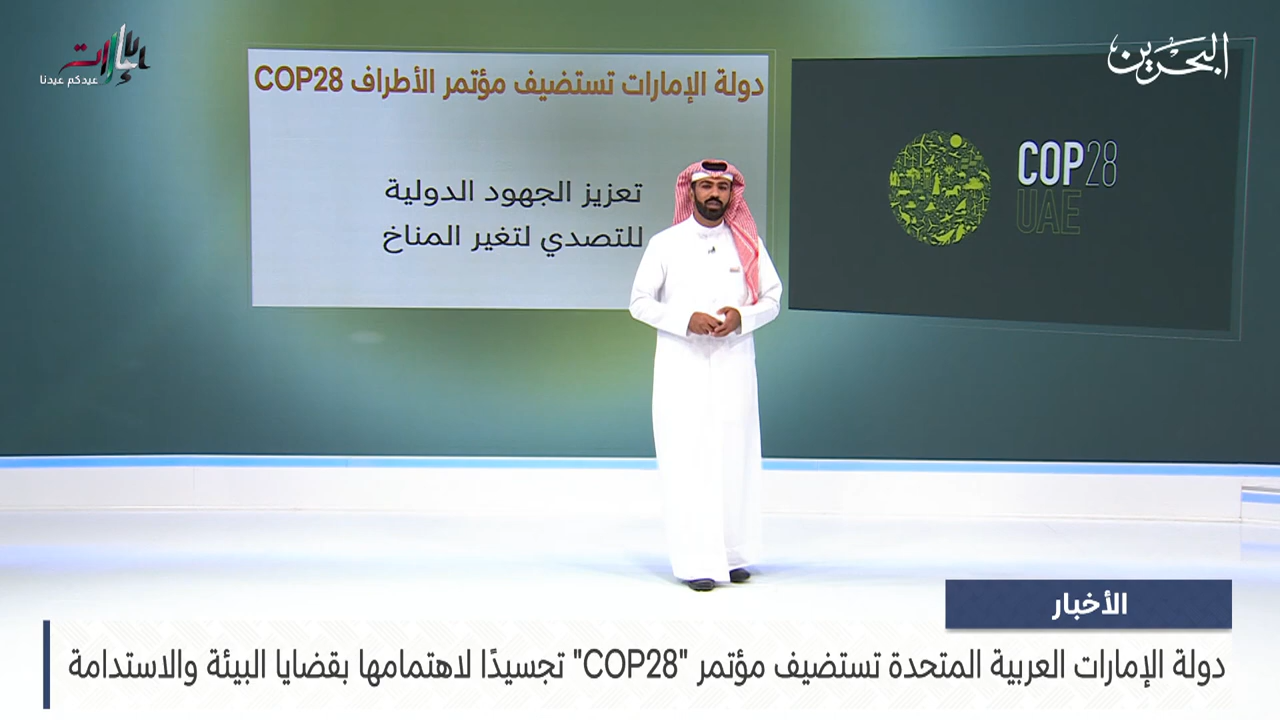 الإمارات
عيدكم عيدنا
البحرين
دولة الإمارات تستضيف مؤتمر الأطراف COP28
تعزيز الجهود الدولية
للتصدي لتغير المناخ
COP28
UAE
الأخبار
دولة الإمارات العربية المتحدة تستضيف مؤتمر "COP28" تجسيدًا لاهتمامها بقضايا البيئة والاستدامة